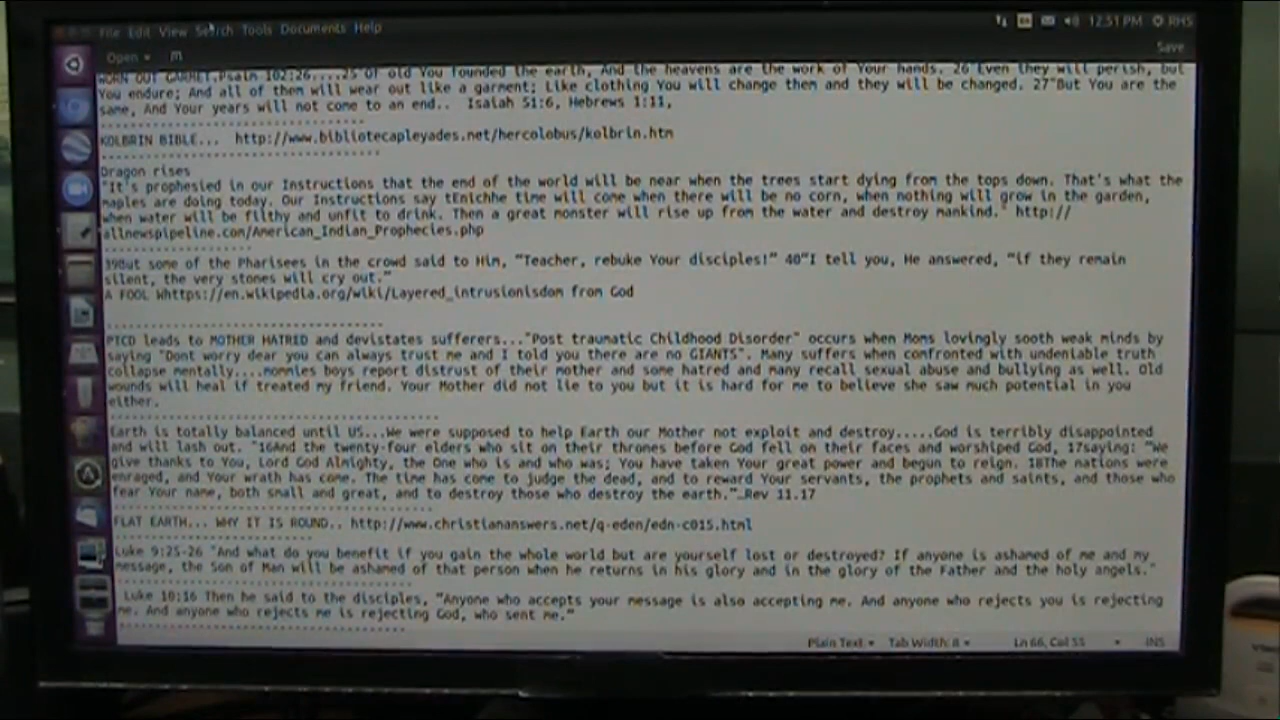 File Edit View Search Tools Documents Help
12:51 PM RHS
Open m Save
WORN OUT GARMET.Psalm 102:26....25 Of old You founded the earth, And the heavens are the work of Your hands. 26"Even they will perish, but
You endure; And all of them will wear out like a garment; Like clothing You will change them and they will be changed. 27"But You are the
same, And Your years will not come to an end.. Isaiah 51:6, Hebrews 1:11,
KOLBRIN BIBLE... http://www.bibliotecapleyades.net/hercolobus/kolbrin.htm
Dragon rises
"It's prophesied in our Instructions that the end of the world will be near when the trees start dying from the tops down. That's what the
maples are doing today. Our Instructions say tEnichhe time will come when there will be no corn, when nothing will grow in the garden,
when water will be filthy and unfit to drink. Then a great monster will rise up from the water and destroy mankind." http://
allnewspipeline.com/American_Indian_Prophecies.php
39But some of the Pharisees in the crowd said to Him, "Teacher, rebuke Your disciples!" 40"I tell you, He answered, "if they remain
silent, the very stones will cry out."
A FOOL Whttps://en.wikipedia.org/wiki/Layered_intrusionisdom from God
PTCD leads to MOTHER HATRED and devistates sufferers..."Post traumatic Childhood Disorder" occurs when Moms lovingly sooth weak minds by
saying "Dont worry dear you can always trust me and I told you there are no GIANTS". Many suffers when confronted with undeniable truth
collapse mentally....mommies boys report distrust of their mother and some hatred and many recall sexual abuse and bullying as well. Old
wounds will heal if treated my friend. Your Mother did not lie to you but it is hard for me to believe she saw much potential in you
either.
Earth is totally balanced until US...We were supposed to help Earth our Mother not exploit and destroy.....God is terribly disappointed
and will lash out. "16And the twenty-four elders who sit on their thrones before God fell on their faces and worshiped God, 17saying: "We
give thanks to You, Lord God Almighty, the One who is and who was; You have taken Your great power and begun to reign. 18The nations were
enraged, and Your wrath has come. The time has come to judge the dead, and to reward Your servants, the prophets and saints, and those who
fear Your name, both small and great, and to destroy those who destroy the earth."…Rev 11.17
FLAT EARTH... WHY IT IS ROUND.. http://www.christiananswers.net/q-eden/edn-c015.html
Luke 9:25-26 "And what do you benefit if you gain the whole world but are yourself lost or destroyed? If anyone is ashamed of me and my
message, the Son of Man will be ashamed of that person when he returns in his glory and in the glory of the Father and the holy angels."
Luke 10:16 Then he said to the disciples, "Anyone who accepts your message is also accepting me. And anyone who rejects you is rejecting
me. And anyone who rejects me is rejecting God, who sent me."
Plain Text Tab Width: 8 Ln 66, Col 55 INS